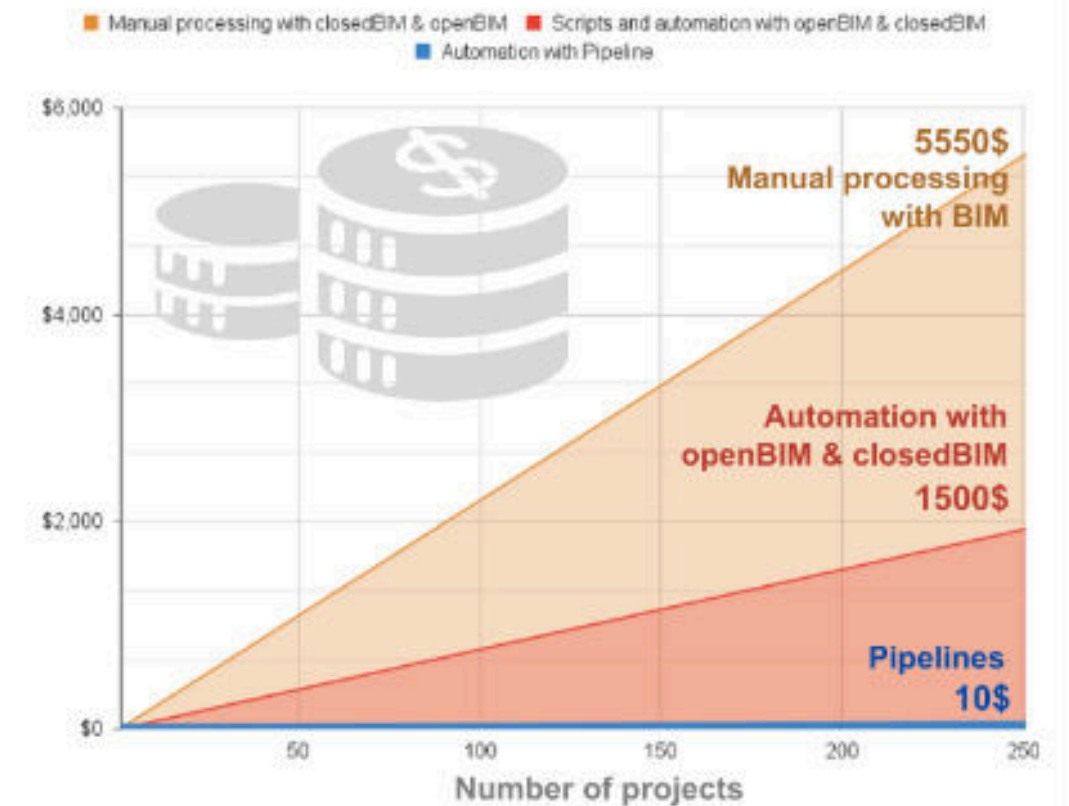 Manual processing with closedBIM & openBIM Scripts and automation with openBIM & closedBIM
Automation with Pipeline
$6,000
5550$
Manual processing
with BIM
$4,000
Automation with
openBIM & closedBIM
1500$
$2,000
Pipelines
10$
$0
50 100 150 200 250
Number of projects
$